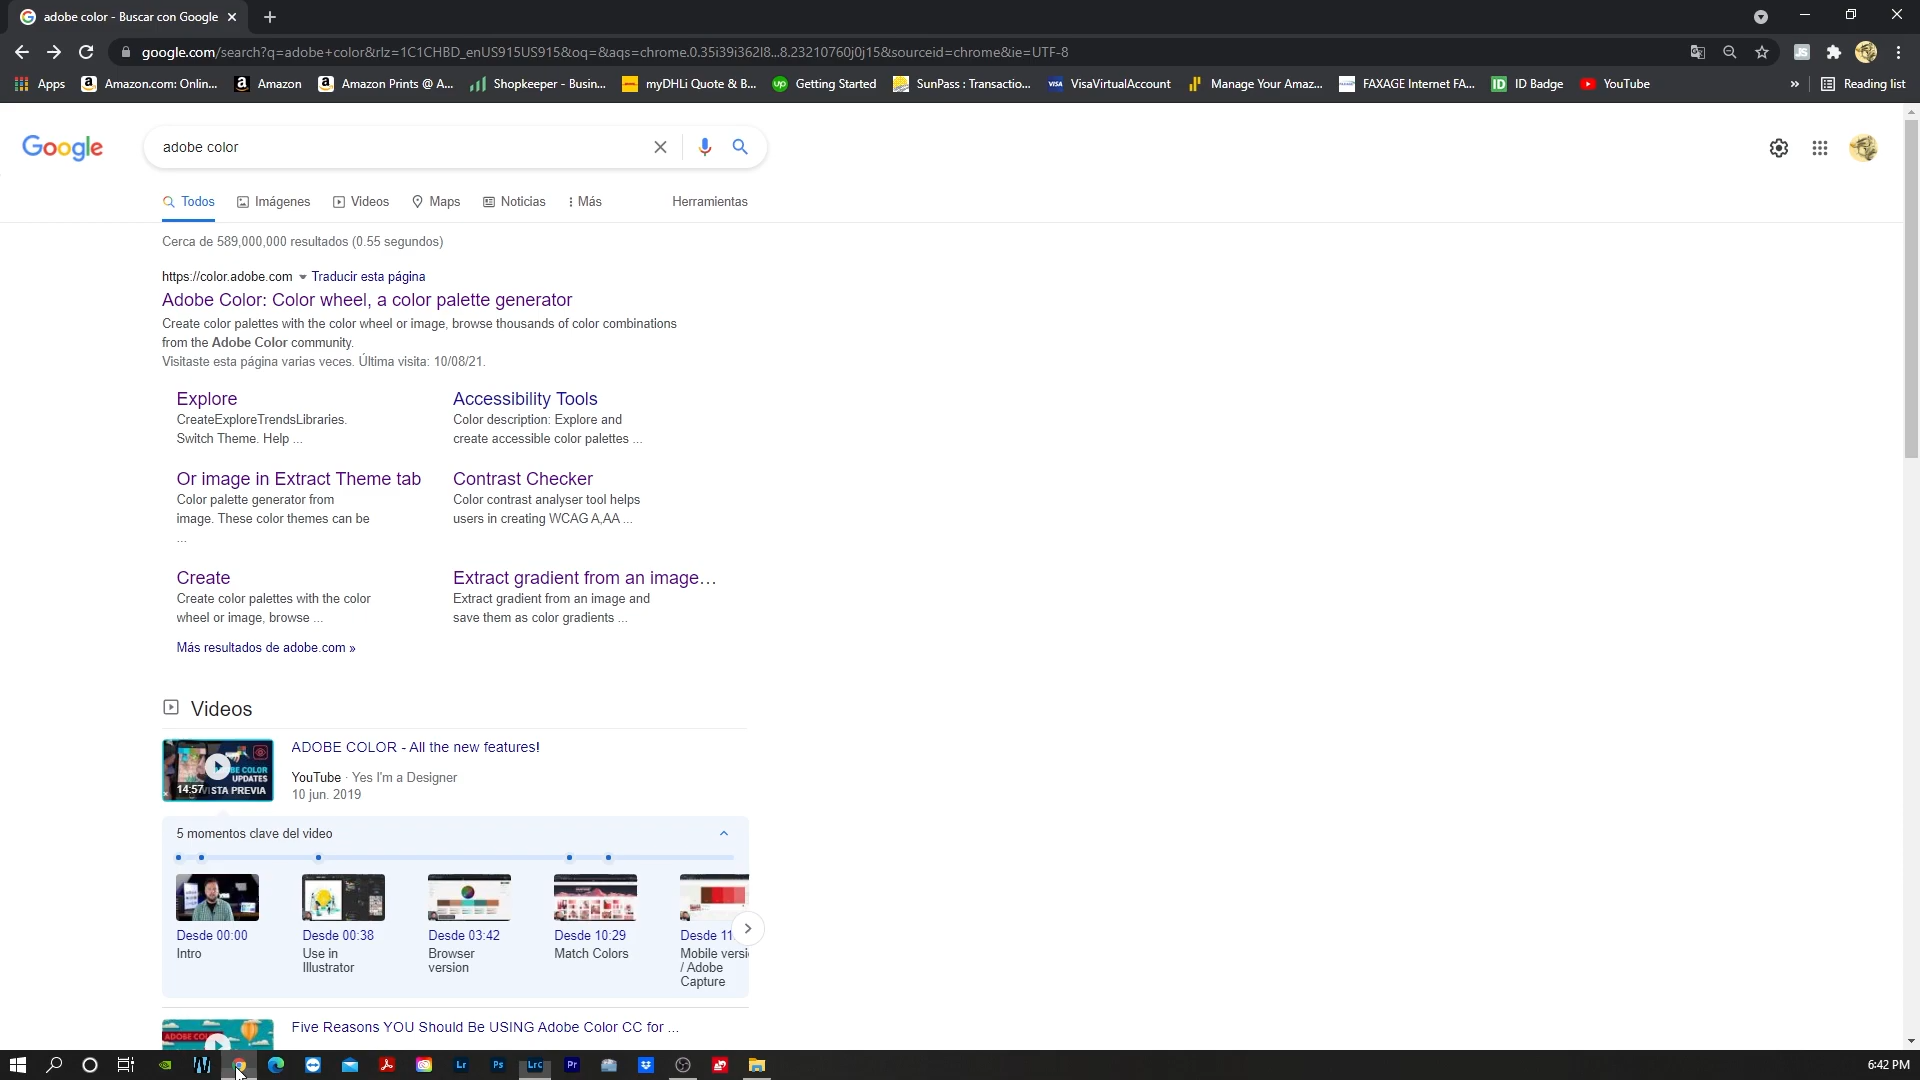 adobe color - Buscar con Google
google.com/search?q=adobe+color&rlz=1C1CHBD_enUS915US915&oq=&aqs=chrome.0.35i39i362l8...8.23210760j0j15&sourceid=chrome&ie=UTF-8
Apps Amazon.com: Onlin... Amazon Amazon Prints @ A... Shopkeeper - Busin... myDHLi Quote & B... Getting Started SunPass : Transactio... VisaVirtualAccount Manage Your Amaz... FAXAGE Internet FA... ID Badge YouTube » Reading list
Google adobe color
Todos Imágenes Videos Maps Noticias Más Herramientas
Cerca de 589,000,000 resultados (0.55 segundos)
https://color.adobe.com Traducir esta página
Adobe Color: Color wheel, a color palette generator
Create color palettes with the color wheel or image, browse thousands of color combinations
from the Adobe Color community.
Visitaste esta página varias veces. Última visita: 10/08/21.
Explore
CreateExploreTrendsLibraries.
Switch Theme. Help ...
Accessibility Tools
Color description: Explore and
create accessible color palettes ...
Or image in Extract Theme tab
Color palette generator from
image. These color themes can be
...
Contrast Checker
Color contrast analyser tool helps
users in creating WCAG A,AA ...
Create
Create color palettes with the color
wheel or image, browse ...
Extract gradient from an image...
Extract gradient from an image and
save them as color gradients ...
Más resultados de adobe.com »
Videos
COLOR
UPDATES
14:57 VISTA PREVIA
ADOBE COLOR - All the new features!
YouTube · Yes I'm a Designer
10 jun. 2019
5 momentos clave del video
Desde 00:00
Intro
Desde 00:38
Use in
Illustrator
Desde 03:42
Browser
version
Desde 10:29
Match Colors
Desde 11
Mobile versi
/ Adobe
Capture
ADOBE COLOR
Five Reasons YOU Should Be USING Adobe Color CC for ...
Lr Ps LrC Pr
6:42 PM